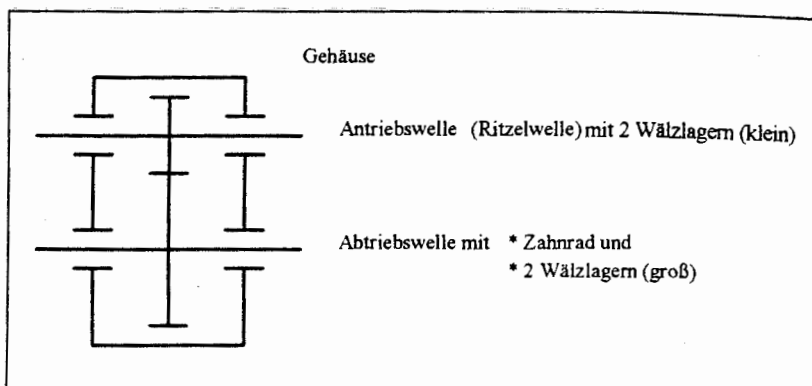 Gehäuse
Antriebswelle (Ritzelwelle) mit 2 Wälzlagern (klein)
Abtriebswelle mit * Zahnrad und
* 2 Wälzlagern (groß)